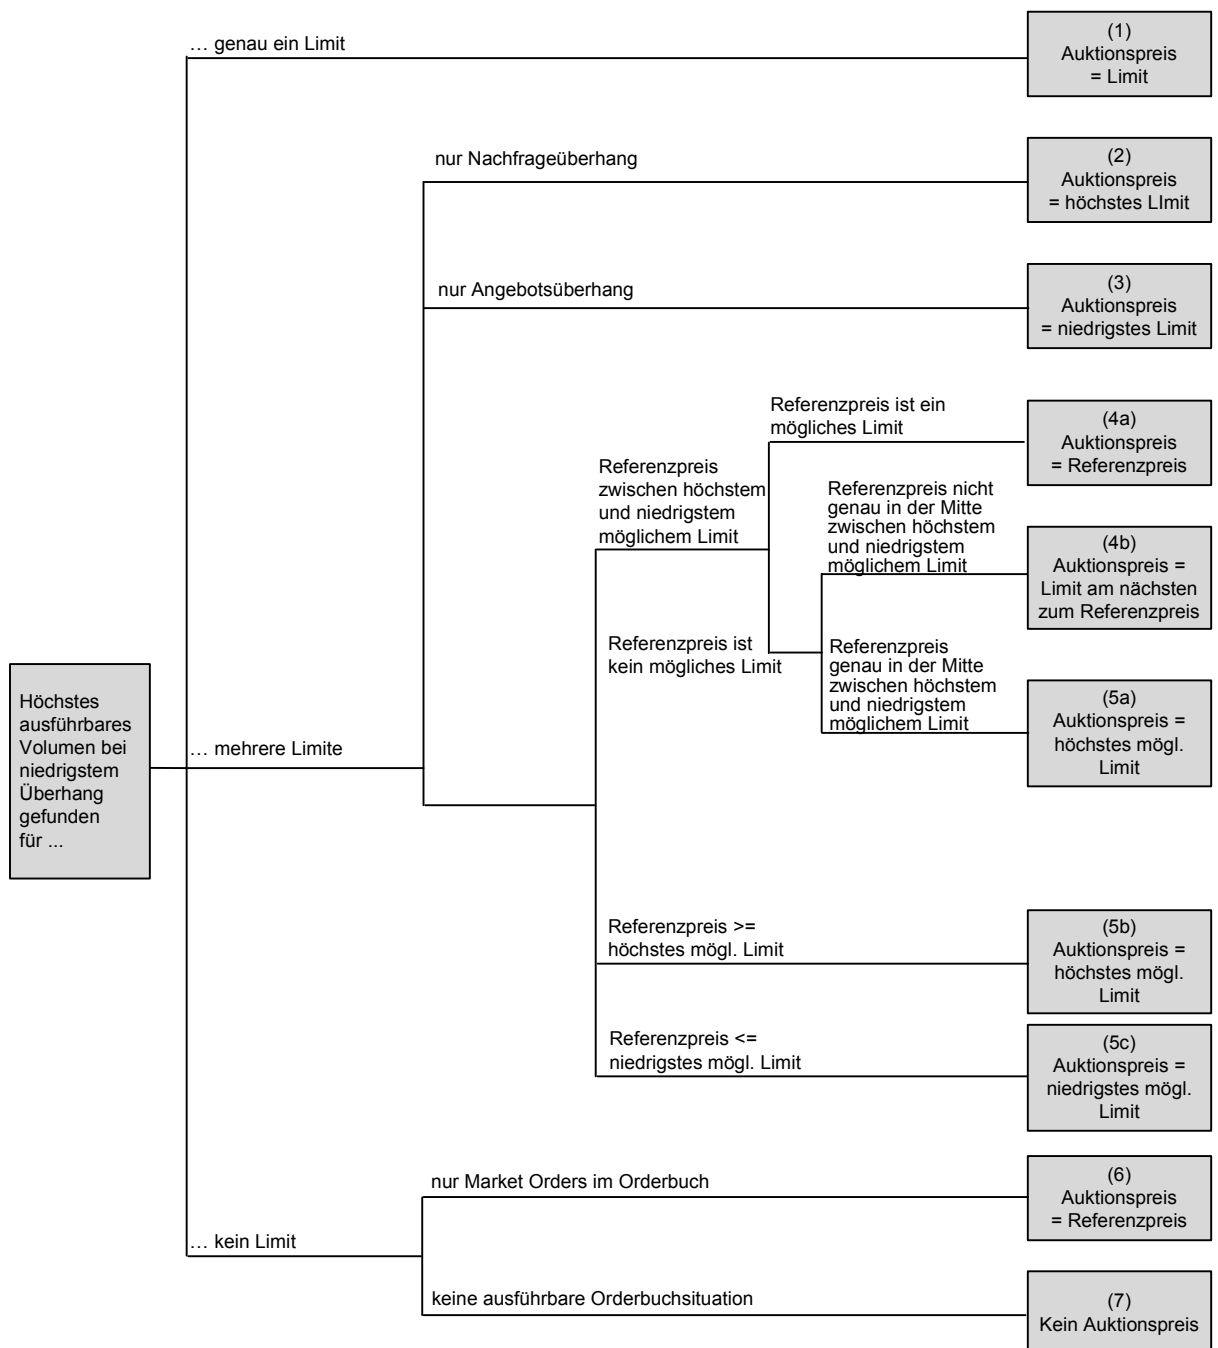 … genau ein Limit
(1)
Auktionspreis
= Limit
nur Nachfrageüberhang
(2)
Auktionspreis
= höchstes LImit
nur Angebotsüberhang
(3)
Auktionspreis
= niedrigstes Limit
Referenzpreis ist ein
mögliches Limit
(4a)
Auktionspreis
= Referenzpreis
Referenzpreis
zwischen höchstem
und niedrigstem
möglichem Limit
Referenzpreis nicht
genau in der Mitte
zwischen höchstem
und niedrigstem
möglichem Limit
(4b)
Auktionspreis =
Limit am nächsten
zum Referenzpreis
Referenzpreis ist
kein mögliches Limit
Referenzpreis
genau in der Mitte
zwischen höchstem
und niedrigstem
möglichem Limit
(5a)
Auktionspreis =
höchstes mögl.
Limit
Höchstes
ausführbares
Volumen bei
niedrigstem
Überhang
gefunden
für ...
… mehrere Limite
Referenzpreis >=
höchstes mögl. Limit
(5b)
Auktionspreis =
höchstes mögl.
Limit
Referenzpreis <=
niedrigstes mögl. Limit
(5c)
Auktionspreis =
niedrigstes mögl.
Limit
nur Market Orders im Orderbuch
(6)
Auktionspreis
= Referenzpreis
… kein Limit
keine ausführbare Orderbuchsituation
(7)
Kein Auktionspreis